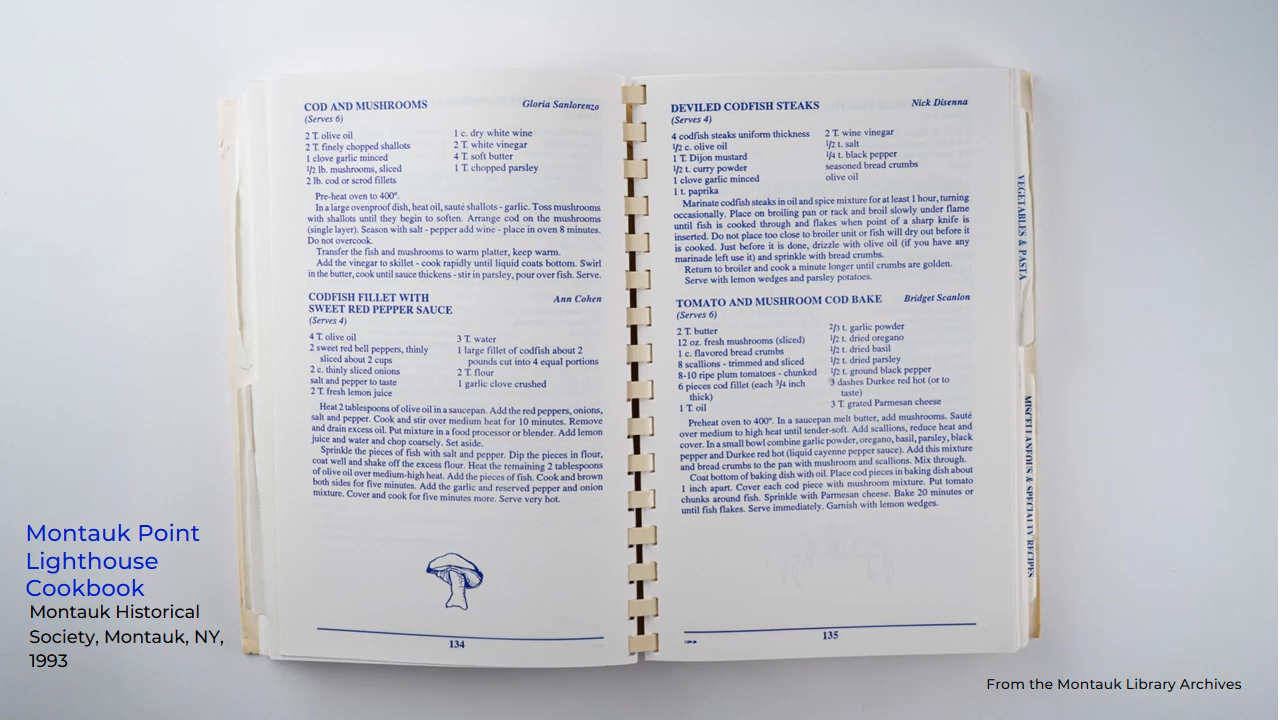 COD AND MUSHROOMS Gloria Sanlorenzo
(Serves 6)
2 T. olive oil
2 T. finely chopped shallots
1 clove garlic minced
1/2 lb. mushrooms, sliced
2 lb. cod or scrod fillets
1 c. dry white wine
2 T. white vinegar
4 T. soft butter
1 T. chopped parsley
Pre-heat oven to 400°.
In a large ovenproof dish, heat oil, sauté shallots - garlic. Toss mushrooms
with shallots until they begin to soften. Arrange cod on the mushrooms
(single layer). Season with salt - pepper add wine - place in oven 8 minutes.
Do not overcook.
Transfer the fish and mushrooms to warm platter, keep warm.
Add the vinegar to skillet - cook rapidly until liquid coats bottom. Swirl
in the butter, cook until sauce thickens - stir in parsley, pour over fish. Serve.
CODFISH FILLET WITH Ann Cohen
SWEET RED PEPPER SAUCE
(Serves 4)
4 T. olive oil
2 sweet red bell peppers, thinly
sliced about 2 cups
2 c. thinly sliced onions
salt and pepper to taste
2 T. fresh lemon juice
3 T. water
1 large fillet of codfish about 2
pounds cut into 4 equal portions
2 T. flour
1 garlic clove crushed
Heat 2 tablespoons of olive oil in a saucepan. Add the red peppers, onions,
salt and pepper. Cook and stir over medium heat for 10 minutes. Remove
and drain excess oil. Put mixture in a food processor or blender. Add lemon
juice and water and chop coarsely. Set aside.
Sprinkle the pieces of fish with salt and pepper. Dip the pieces in flour,
coat well and shake off the excess flour. Heat the remaining 2 tablespoons
of olive oil over medium-high heat. Add the pieces of fish. Cook and brown
both sides for five minutes. Add the garlic and reserved pepper and onion
mixture. Cover and cook for five minutes more. Serve very hot.
134
DEVILED CODFISH STEAKS Nick Disenna
(Serves 4)
4 codfish steaks uniform thickness
1/2 c. olive oil
1 T. Dijon mustard
1/2 t. curry powder
1 clove garlic minced
1 t. paprika
2 T. wine vinegar
1/2 t. salt
1/4 t. black pepper
seasoned bread crumbs
olive oil
Marinate codfish steaks in oil and spice mixture for at least 1 hour, turning
occasionally. Place on broiling pan or rack and broil slowly under flame
until fish is cooked through and flakes when point of a sharp knife is
inserted. Do not place too close to broiler unit or fish will dry out before it
is cooked. Just before it is done, drizzle with olive oil (if you have any
marinade left use it) and sprinkle with bread crumbs.
Return to broiler and cook a minute longer until crumbs are golden.
Serve with lemon wedges and parsley potatoes.
TOMATO AND MUSHROOM COD BAKE Bridget Scanlon
(Serves 6)
2 T. butter
12 oz. fresh mushrooms (sliced)
1 c. flavored bread crumbs
8 scallions - trimmed and sliced
8-10 ripe plum tomatoes - chunked
6 pieces cod fillet (each 3/4 inch
thick)
1 T. oil
2/3 t. garlic powder
1/2 t. dried oregano
1/2 t. dried basil
1/2 t. dried parsley
1/2 t. ground black pepper
3 dashes Durkee red hot (or to
taste)
3 T. grated Parmesan cheese
Preheat oven to 400°. In a saucepan melt butter, add mushrooms. Sauté
over medium to high heat until tender-soft. Add scallions, reduce heat and
cover. In a small bowl combine garlic powder, oregano, basil, parsley, black
pepper and Durkee red hot (liquid cayenne pepper sauce). Add this mixture
and bread crumbs to the pan with mushroom and scallions. Mix through.
Coat bottom of baking dish with oil. Place cod pieces in baking dish about
1 inch apart. Cover each cod piece with mushroom mixture. Put tomato
chunks around fish. Sprinkle with Parmesan cheese. Bake 20 minutes or
until fish flakes. Serve immediately. Garnish with lemon wedges.
135
VEGETABLES & PASTA
MISCELLANEOUS & SPECIALTY RECIPES
Montauk Point
Lighthouse
Cookbook
Montauk Historical
Society, Montauk, NY,
1993
From the Montauk Library Archives